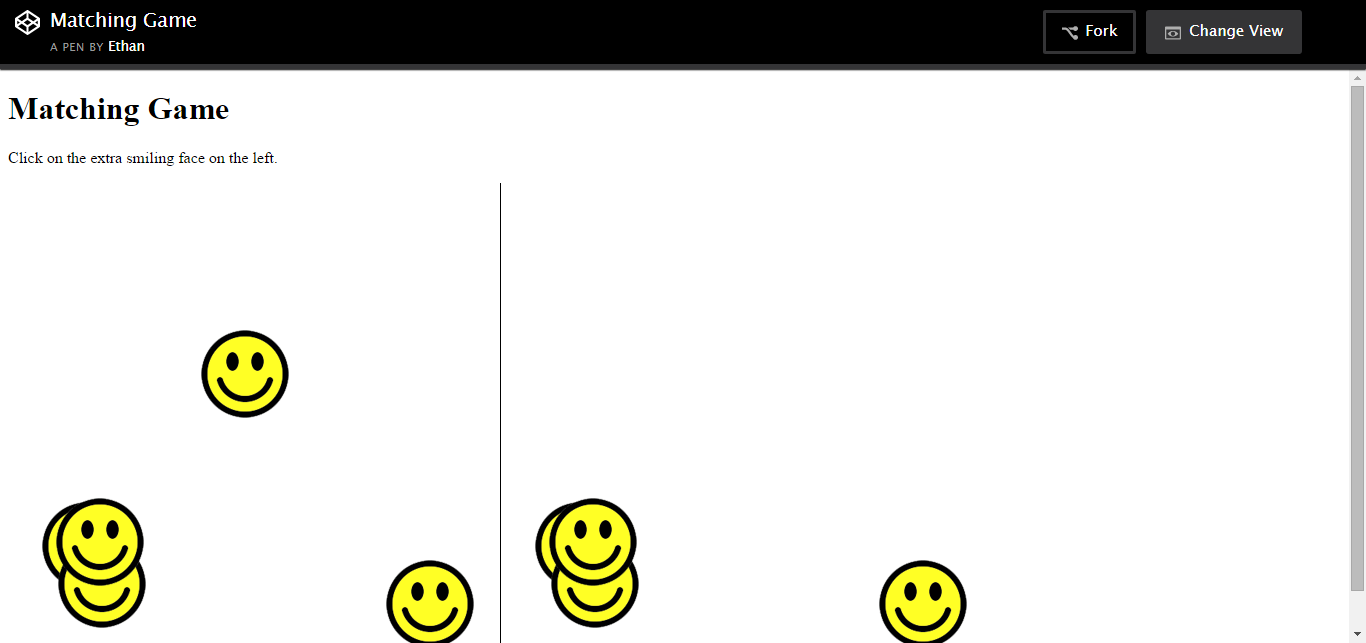 Matching Game
A PEN BY Ethan
Fork
Change View
Matching Game
Click on the extra smiling face on the left.